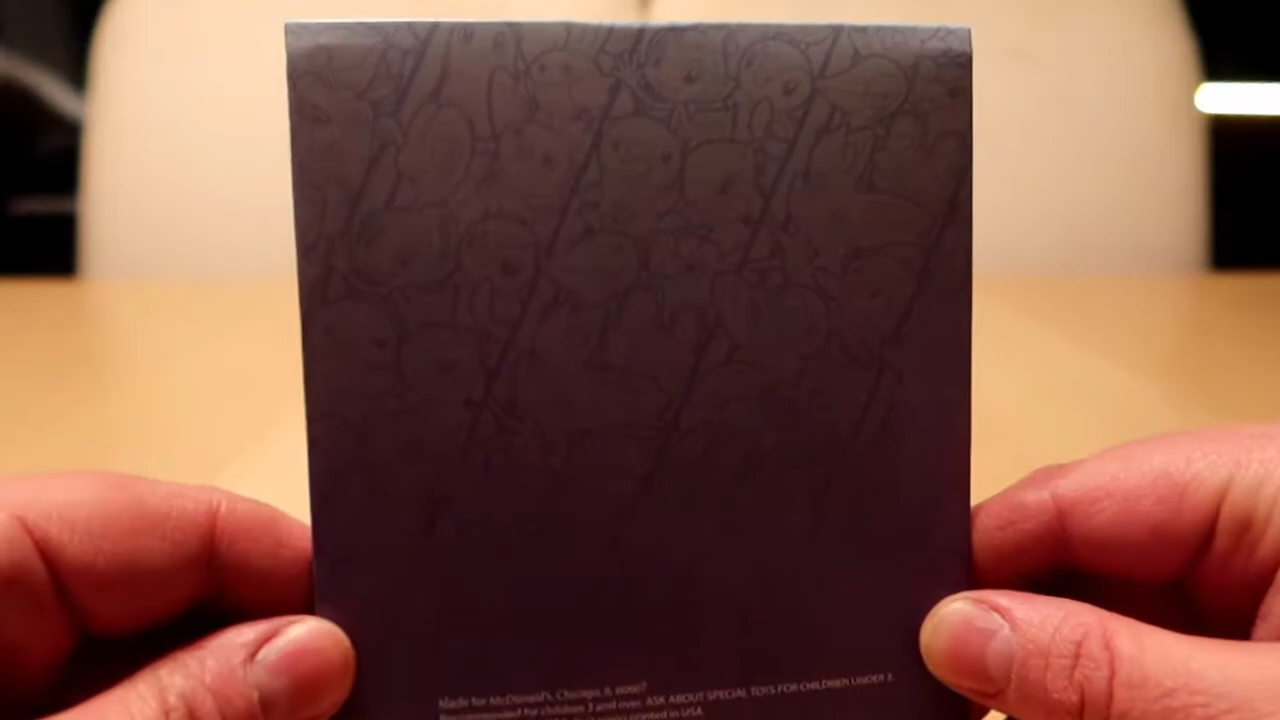 Made for McDonald's, Chicago, IL 60607
Recommended for children 3 and over. ASK ABOUT SPECIAL TOYS FOR CHILDREN UNDER 3.
printed in USA.